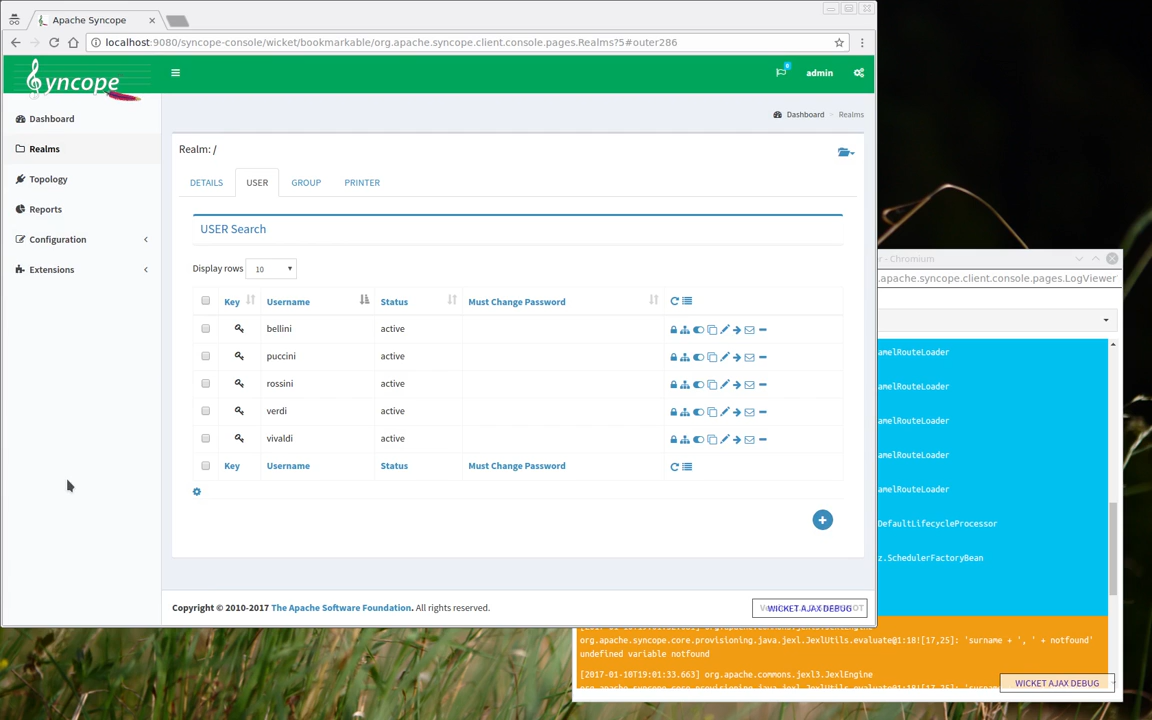 Apache Syncope
localhost:9080/syncope-console/wicket/bookmarkable/org.apache.syncope.client.console.pages.Realms?5#outer286
yncope
0
admin
Dashboard
Realms
Topology
Reports
Configuration
Extensions
Dashboard > Realms
Realm: /
DETAILS USER GROUP PRINTER
USER Search
Display rows 10
Key Username Status Must Change Password
bellini active
puccini active
rossini active
verdi active
vivaldi active
Key Username Status Must Change Password
Copyright © 2010-2017 The Apache Software Foundation. All rights reserved.
WICKET AJAX DEBUG
r - Chromium
.apache.syncope.client.console.pages.LogViewer?
amelRouteLoader
amelRouteLoader
amelRouteLoader
amelRouteLoader
amelRouteLoader
DefaultLifecycleProcessor
z.SchedulerFactoryBean
org.apache.syncope.core.provisioning.java.jexl.JexlUtils.evaluate@1:18![17,25]: 'surname + ', ' + notfound'
undefined variable notfound
[2017-01-10T19:01:33.663] org.apache.commons.jexl3.JexlEngine
WICKET AJAX DEBUG